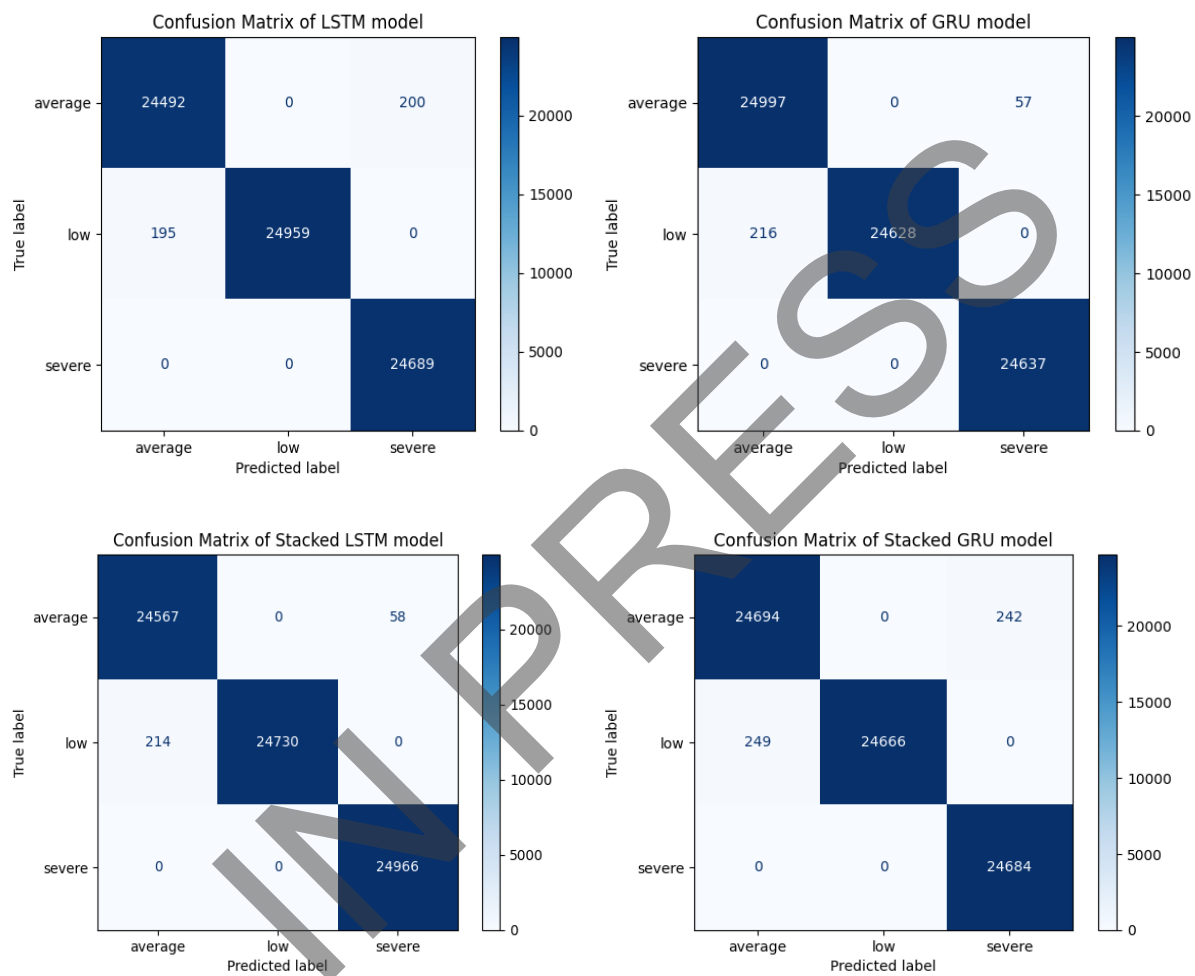 Confusion Matrix of LSTM model
average 24492 0 200
low 195 24959 0
severe 0 0 24689
average low severe
Predicted label
True label
20000
15000
10000
5000
0
Confusion Matrix of GRU model
average 24997 0 57
low 216 24628 0
severe 0 0 24637
average low severe
Predicted label
True label
20000
15000
10000
5000
0
Confusion Matrix of Stacked LSTM model
average 24567 0 58
low 214 24730 0
severe 0 0 24966
average low severe
Predicted label
True label
20000
15000
10000
5000
0
Confusion Matrix of Stacked GRU model
average 24694 0 242
low 249 24666 0
severe 0 0 24684
average low severe
Predicted label
True label
20000
15000
10000
5000
0
IN PRESS